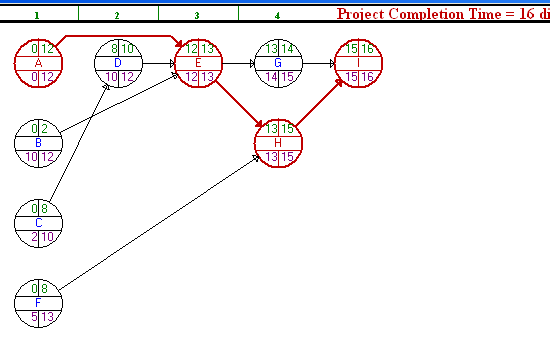 1 2 3 4 Project Completion Time = 16 di
0 12 8 10 12 13 13 14 15 16
A D E G I
0 12 10 12 12 13 14 15 15 16
0 2 13 15
B H
10 12 13 15
0 8
C
2 10
0 8
F
5 13